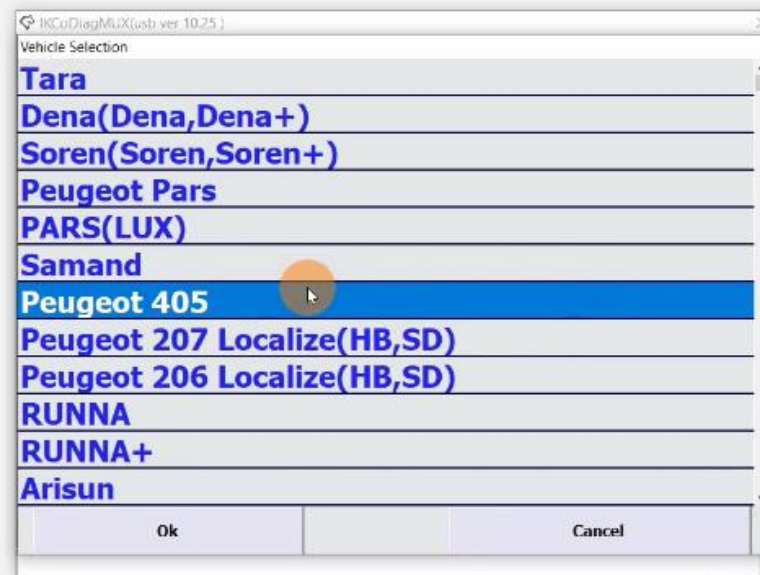 IKCoDiagMUX(usb ver 10.25 )
Vehicle Selection
Tara
Dena(Dena,Dena+)
Soren(Soren,Soren+)
Peugeot Pars
PARS(LUX)
Samand
Peugeot 405
Peugeot 207 Localize(HB,SD)
Peugeot 206 Localize(HB,SD)
RUNNA
RUNNA+
Arisun
Ok Cancel